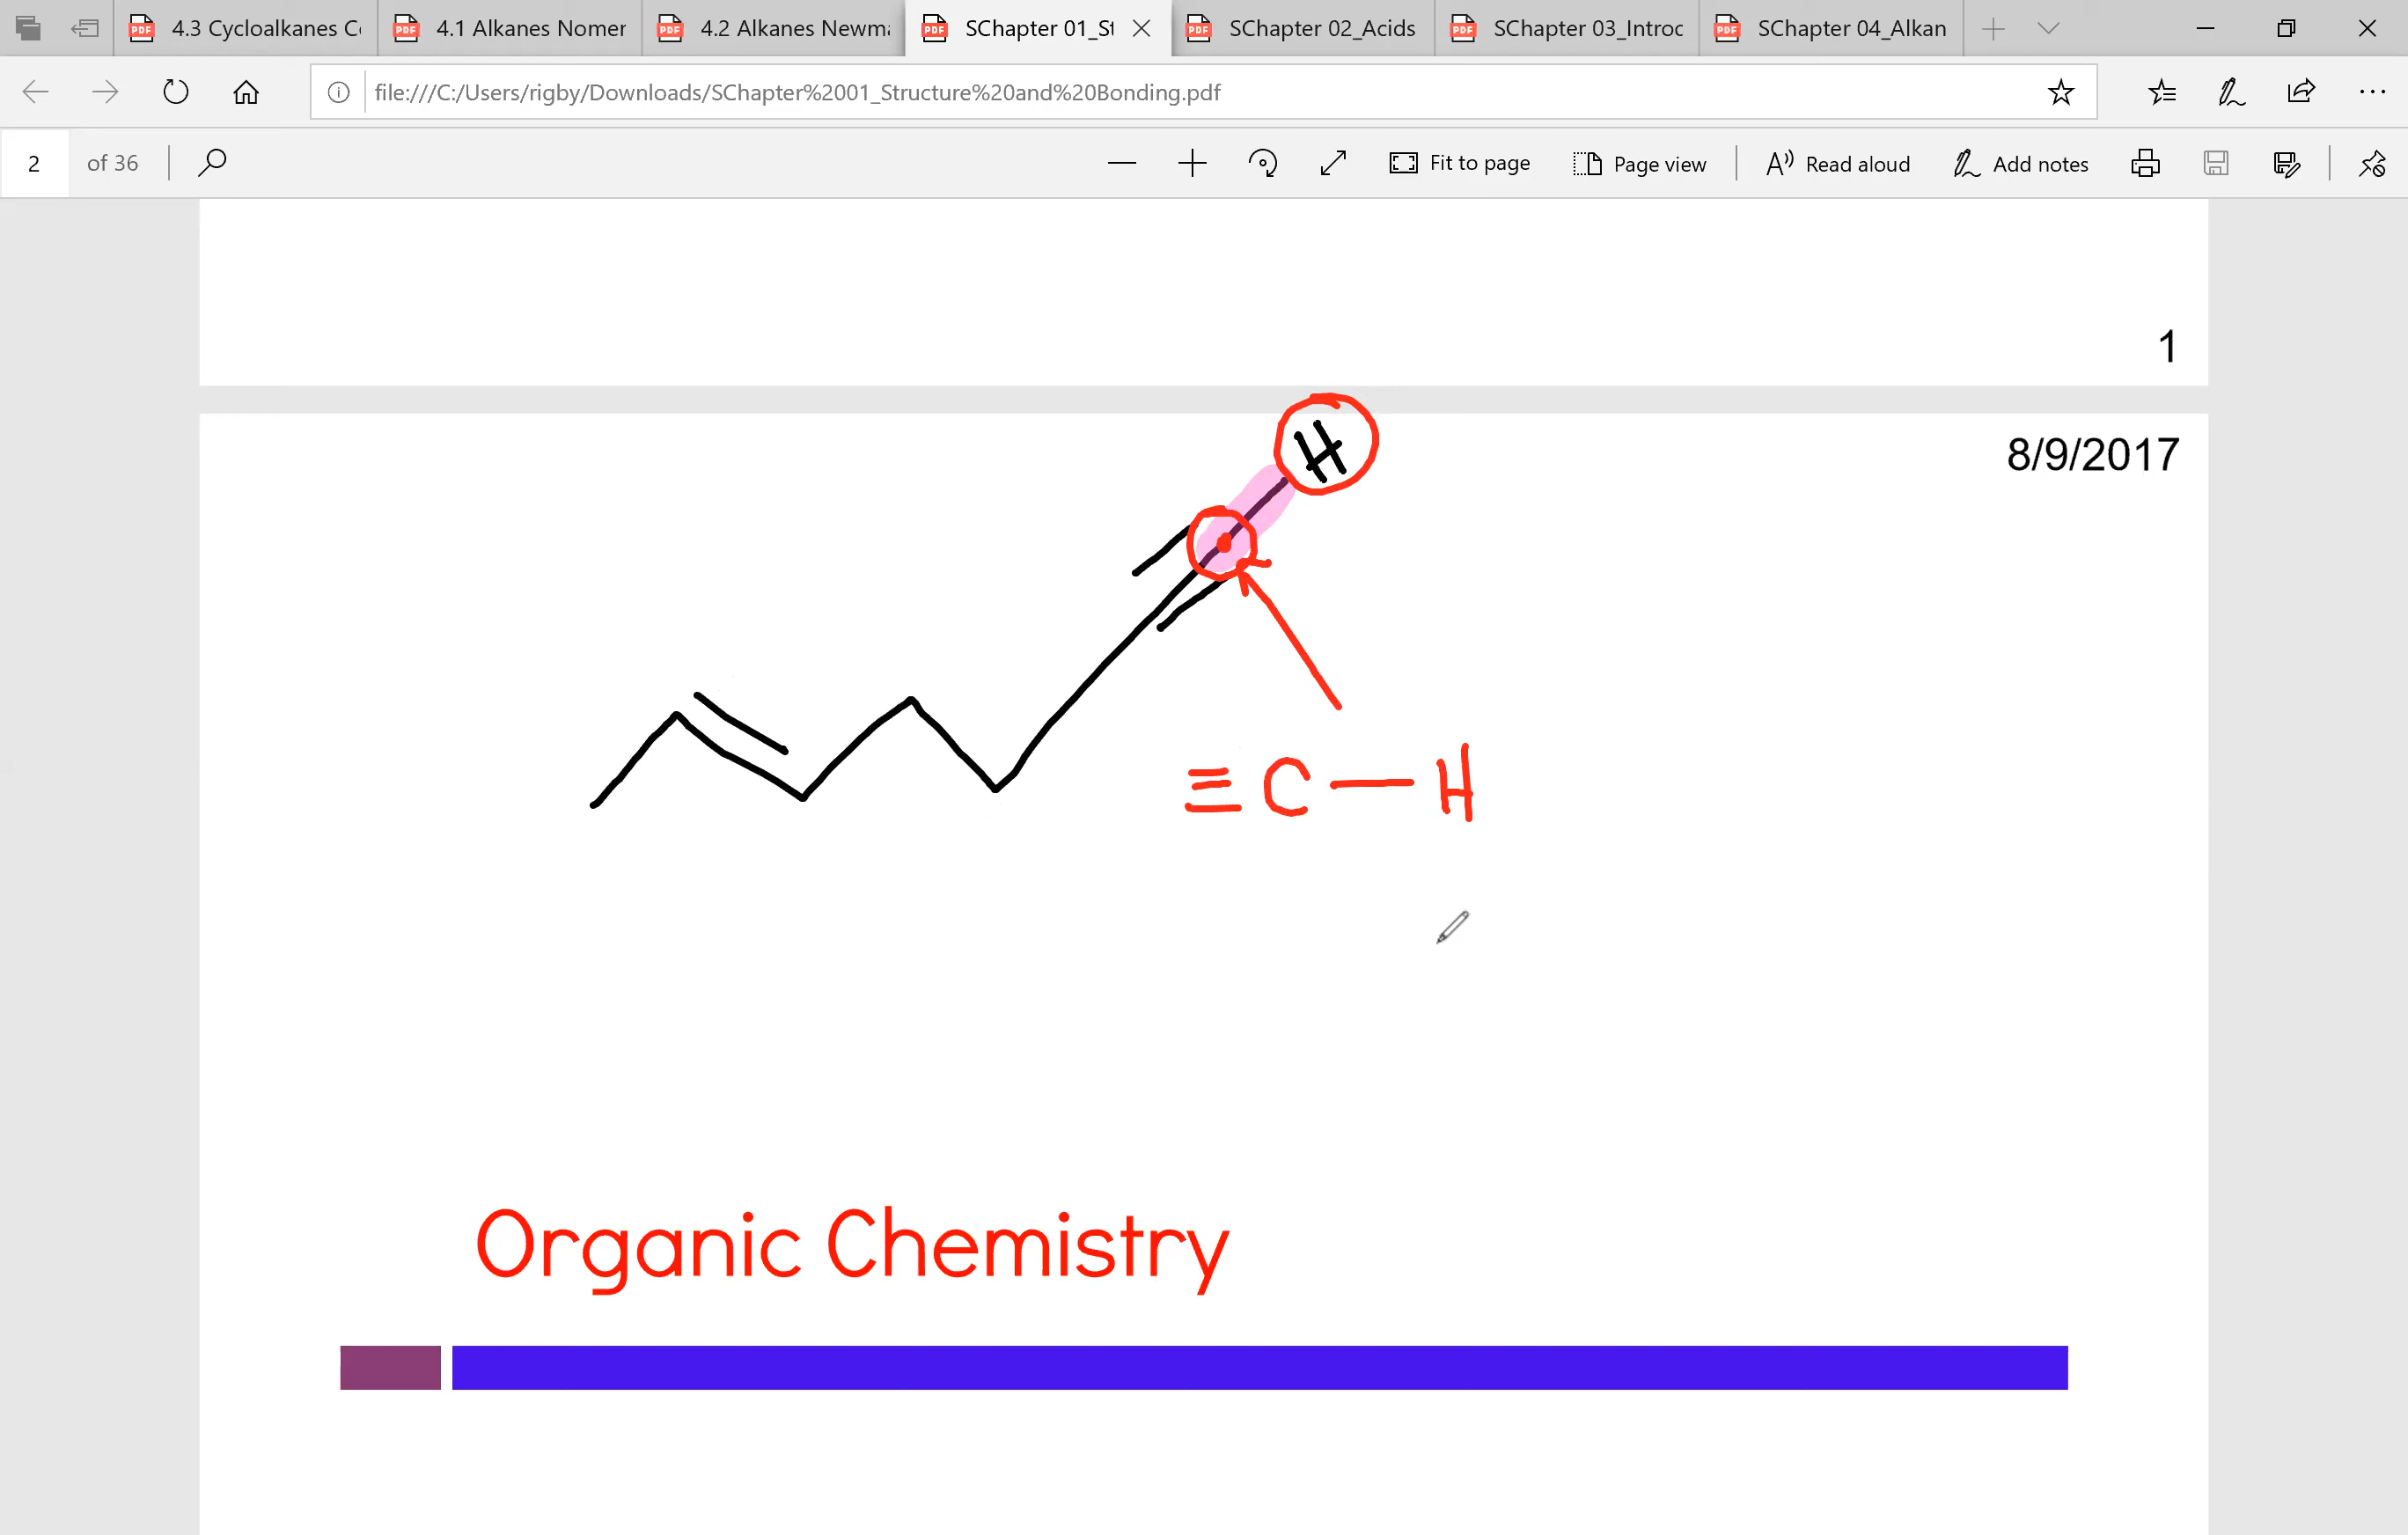 4.3 Cycloalkanes C 4.1 Alkanes Nomer 4.2 Alkanes Newm SChapter 01_St SChapter 02_Acids SChapter 03_Introc SChapter 04_Alkan
file:///C:/Users/rigby/Downloads/SChapter%2001_Structure%20and%20Bonding.pdf
2 of 36 Fit to page Page view Read aloud Add notes
1
8/9/2017
H
≡ C — H
Organic Chemistry